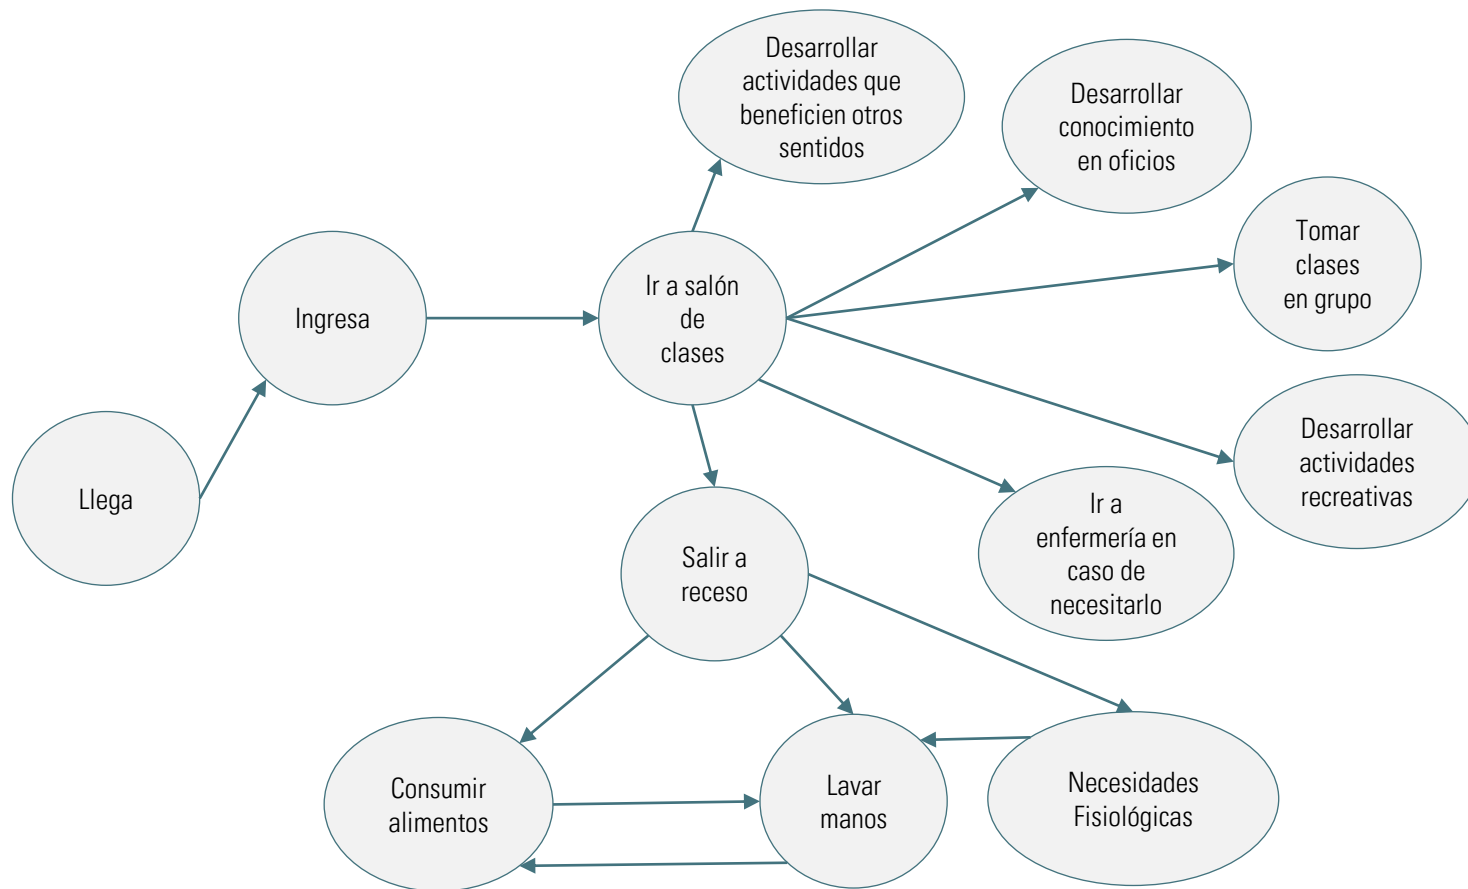 Desarrollar
actividades que
beneficien otros
sentidos
Desarrollar
conocimiento
en oficios
Tomar
clases
en grupo
Ingresa
Ir a salón
de
clases
Desarrollar
actividades
recreativas
Llega
Ir a
enfermería en
caso de
necesitarlo
Salir a
receso
Consumir
alimentos
Lavar
manos
Necesidades
Fisiológicas